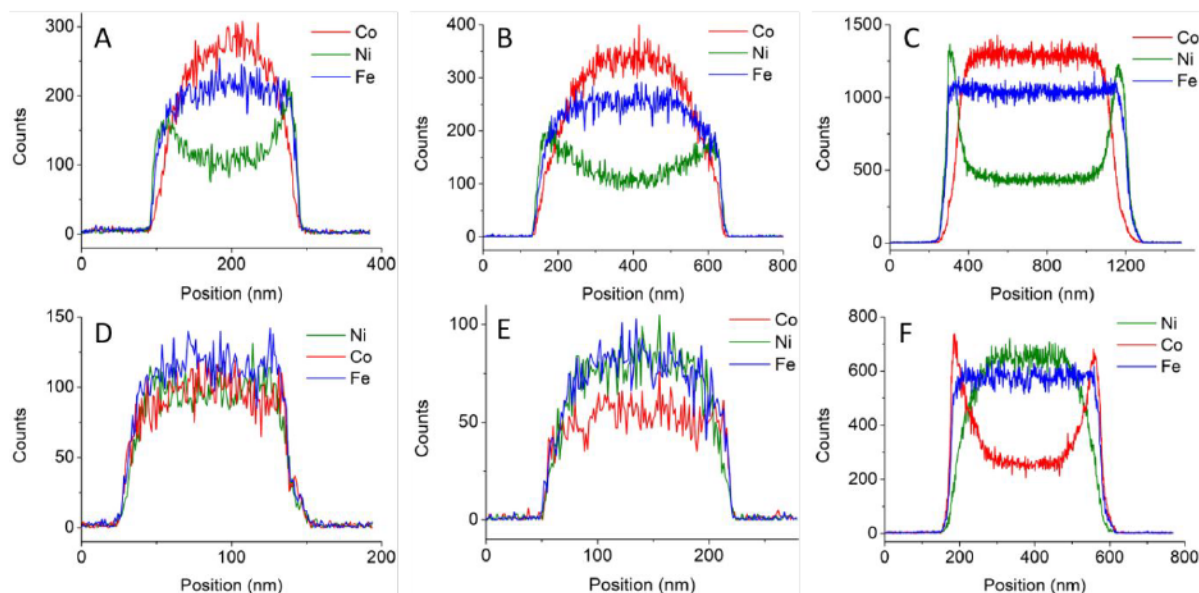 A
300
200
100
0
Counts
0 200 400
Position (nm)
Co
Ni
Fe
B
400
300
200
100
0
Counts
0 200 400 600 800
Position (nm)
Co
Ni
Fe
C
1500
1000
500
0
Counts
0 400 800 1200
Position (nm)
Co
Ni
Fe
D
150
100
50
0
Counts
0 100 200
Position (nm)
Ni
Co
Fe
E
100
50
0
Counts
0 100 200
Position (nm)
Co
Ni
Fe
F
800
600
400
200
0
Counts
0 200 400 600 800
Position (nm)
Ni
Co
Fe